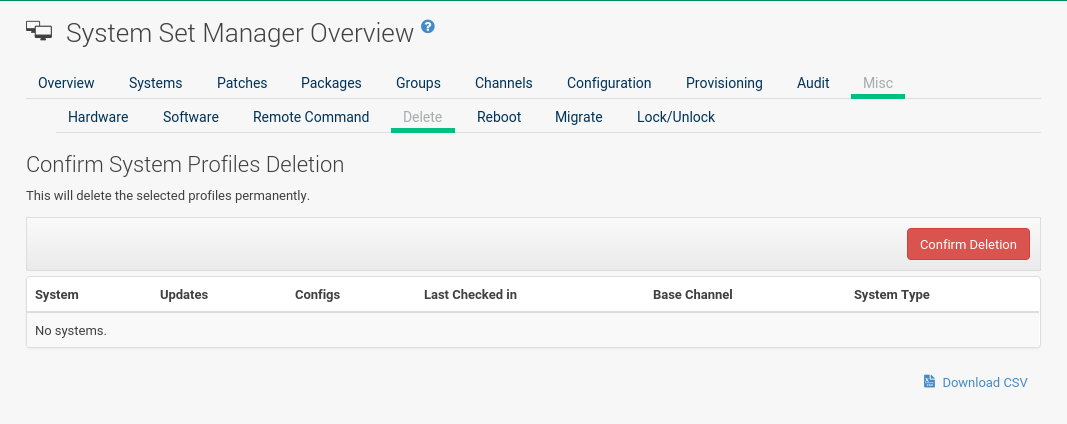 System Set Manager Overview ?
Overview Systems Patches Packages Groups Channels Configuration Provisioning Audit Misc
Hardware Software Remote Command Delete Reboot Migrate Lock/Unlock
Confirm System Profiles Deletion
This will delete the selected profiles permanently.
Confirm Deletion
System Updates Configs Last Checked in Base Channel System Type
No systems.
Download CSV